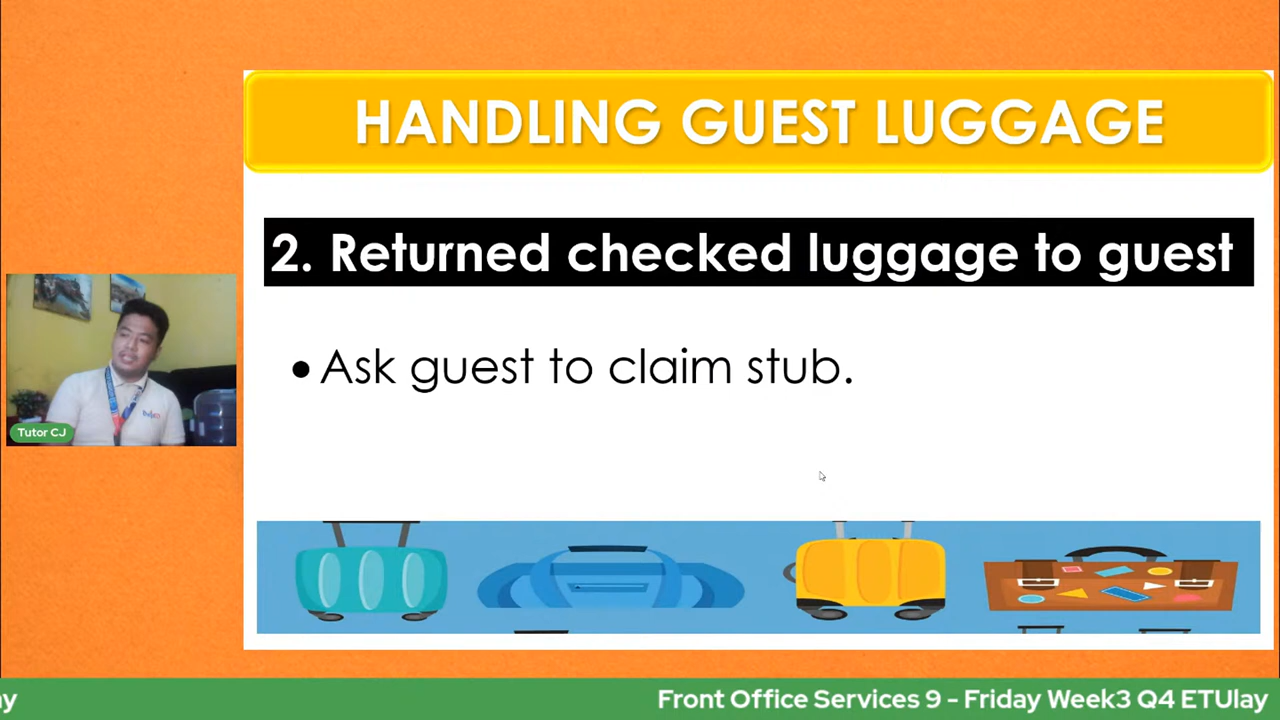 HANDLING GUEST LUGGAGE
2. Returned checked luggage to guest
• Ask guest to claim stub.
Tutor CJ
Front Office Services 9 - Friday Week3 Q4 ETUlay